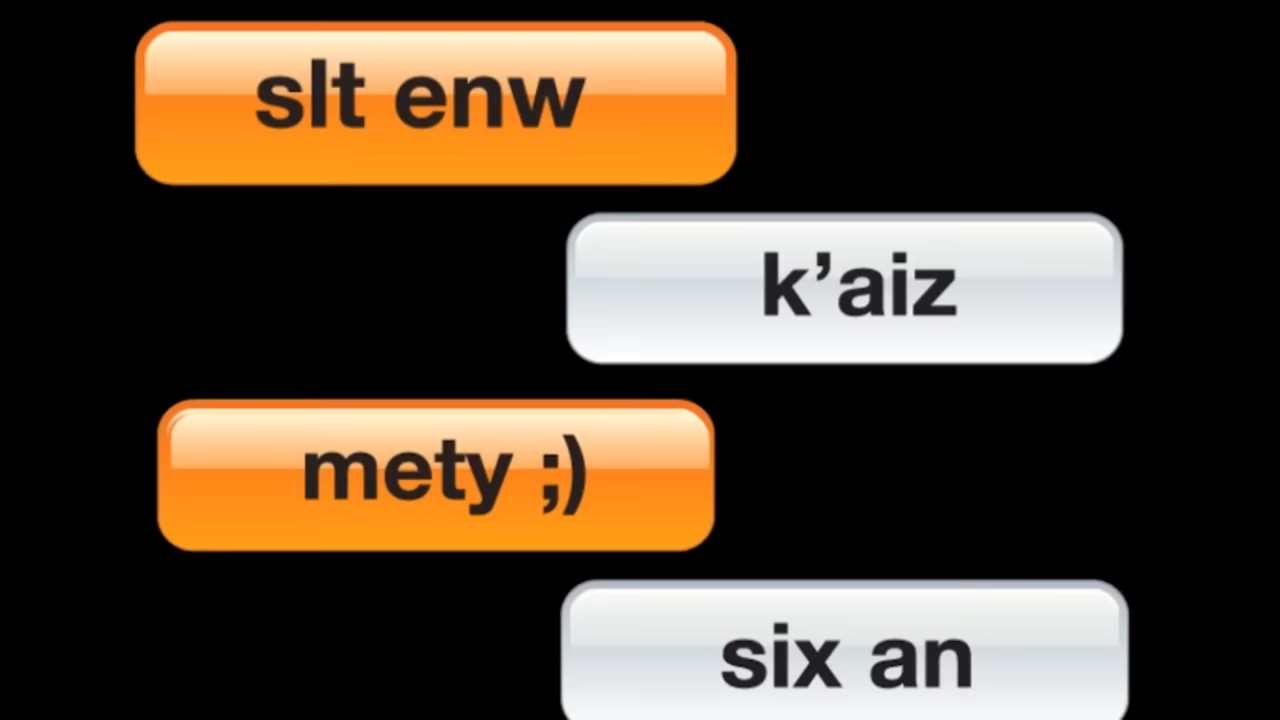 slt enw
k’aiz
mety ;)
six an